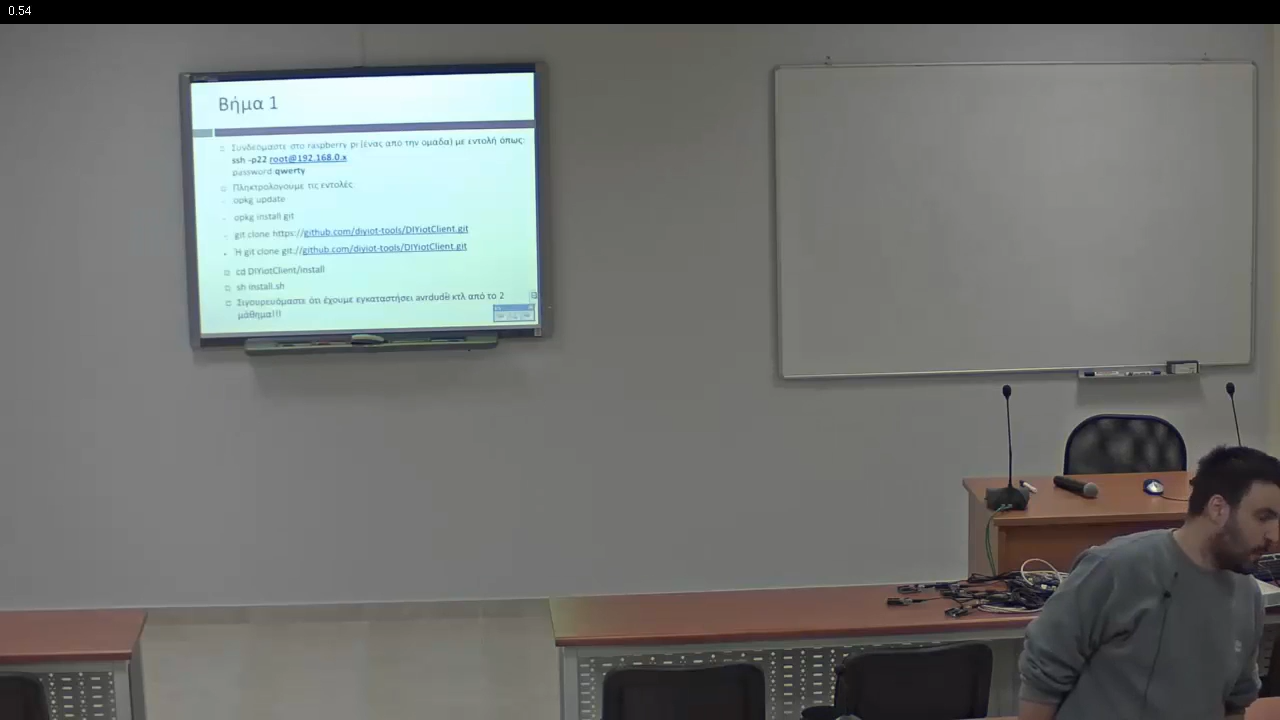 0.54
Βήμα 1
Συνδεόμαστε στο raspberry pi (ένας από την ομάδα) με εντολή όπως:
ssh -p22 root@192.168.0.x
password qwerty
Πληκτρολογουμε τις εντολές
opkg update
opkg install git
git clone https://github.com/diyiot-tools/DIYiotClient.git
Ή git clone git://github.com/diyiot-tools/DIYiotClient.git
cd DIYiotClient/install
sh install.sh
Σιγουρευόμαστε ότι έχουμε εγκαταστήσει avrdude κτλ από το 2
μάθημα!!!